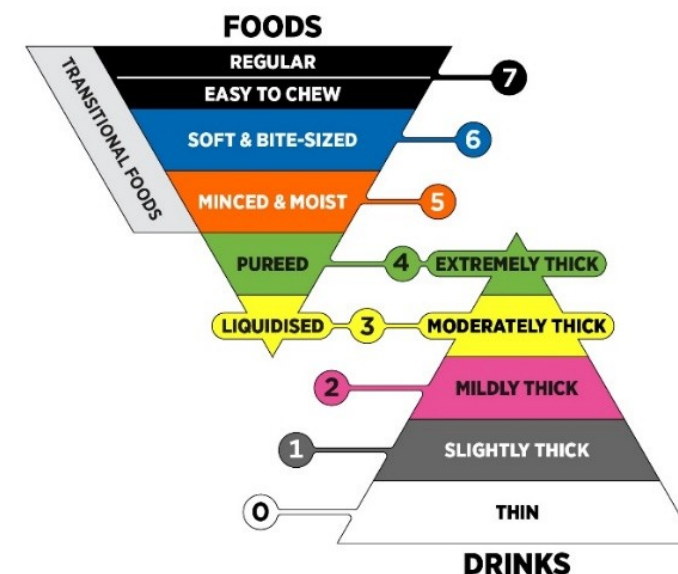 FOODS
TRANSITIONAL FOODS
REGULAR
7
EASY TO CHEW
SOFT & BITE-SIZED 6
MINCED & MOIST 5
PUREED 4 EXTREMELY THICK
LIQUIDISED 3 MODERATELY THICK
2 MILDLY THICK
1 SLIGHTLY THICK
0 THIN
DRINKS